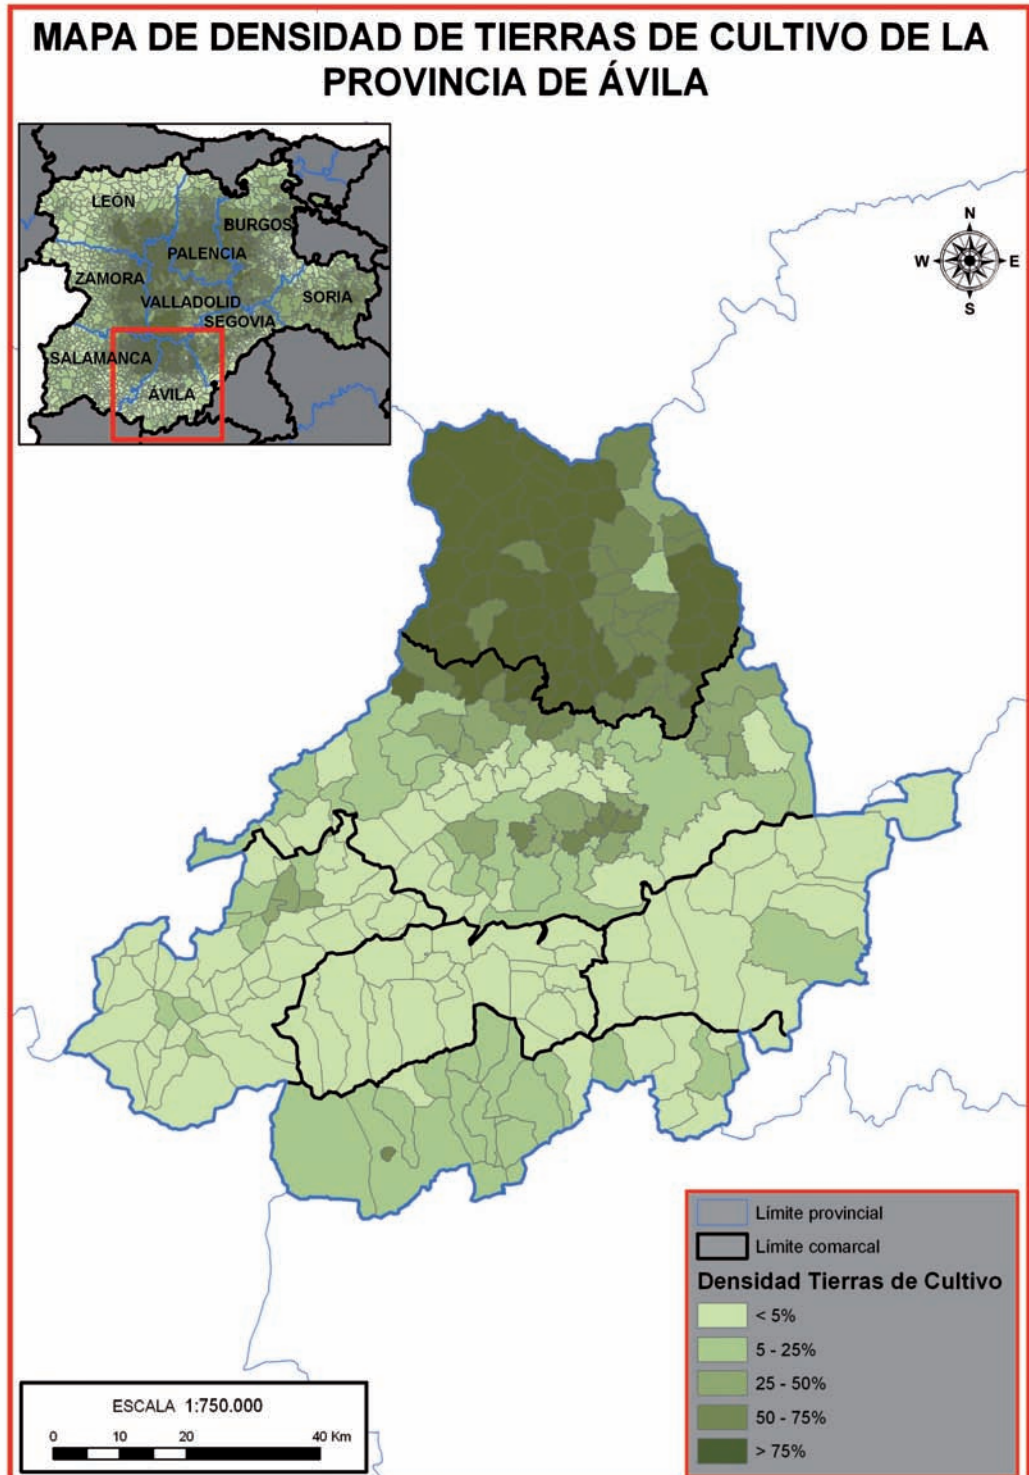 MAPA DE DENSIDAD DE TIERRAS DE CULTIVO DE LA
PROVINCIA DE ÁVILA
LEÓN
BURGOS
PALENCIA
ZAMORA
VALLADOLID
SORIA
SEGOVIA
SALAMANCA
ÁVILA
N
W E
S
Límite provincial
Límite comarcal
Densidad Tierras de Cultivo
< 5%
5 - 25%
25 - 50%
50 - 75%
> 75%
ESCALA 1:750.000
0 10 20 40 Km